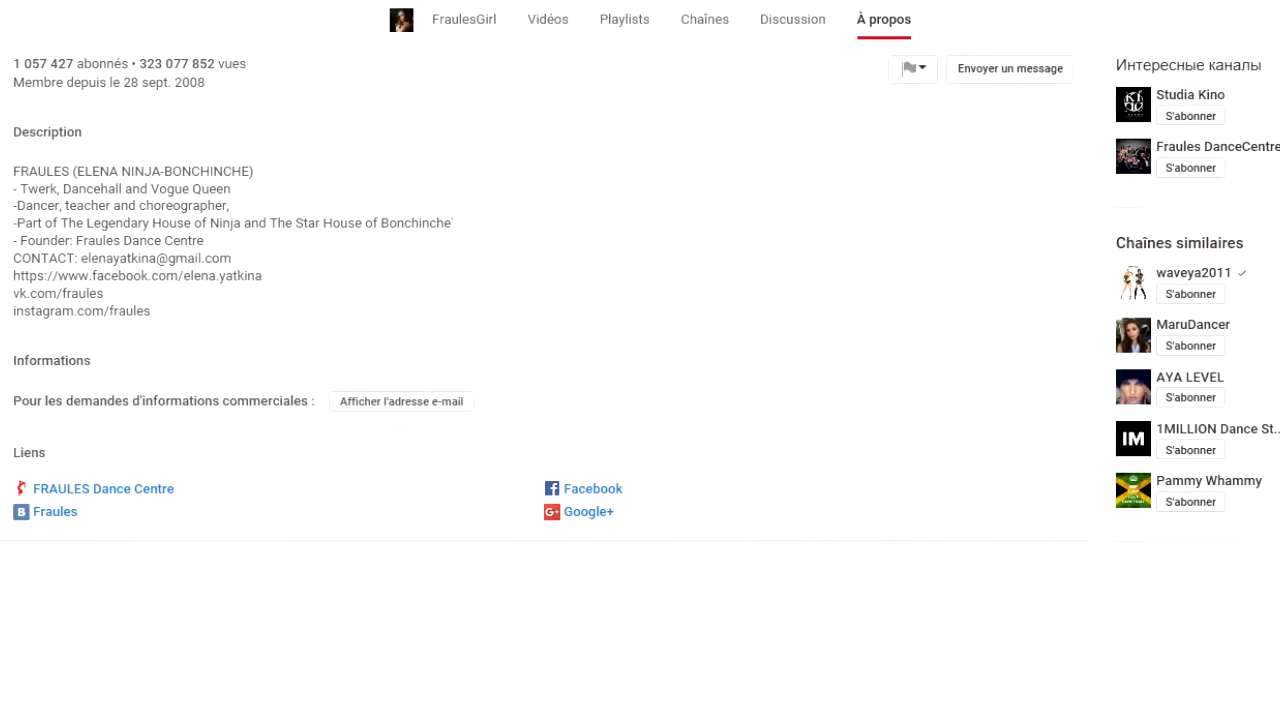 FraulesGirl Vidéos Playlists Chaînes Discussion À propos
1 057 427 abonnés • 323 077 852 vues
Membre depuis le 28 sept. 2008
Envoyer un message
Description
FRAULES (ELENA NINJA-BONCHINCHE)
- Twerk, Dancehall and Vogue Queen
-Dancer, teacher and choreographer,
-Part of The Legendary House of Ninja and The Star House of Bonchinche'
- Founder: Fraules Dance Centre
CONTACT: elenayatkina@gmail.com
https://www.facebook.com/elena.yatkina
vk.com/fraules
instagram.com/fraules
Informations
Pour les demandes d'informations commerciales : Afficher l'adresse e-mail
Liens
FRAULES Dance Centre
Facebook
Fraules
Google+
Интересные каналы
Studia Kino
S'abonner
Fraules DanceCentre
S'abonner
Chaînes similaires
waveya2011
S'abonner
MaruDancer
S'abonner
AYA LEVEL
S'abonner
IM
1MILLION Dance St...
S'abonner
Pammy Whammy
S'abonner